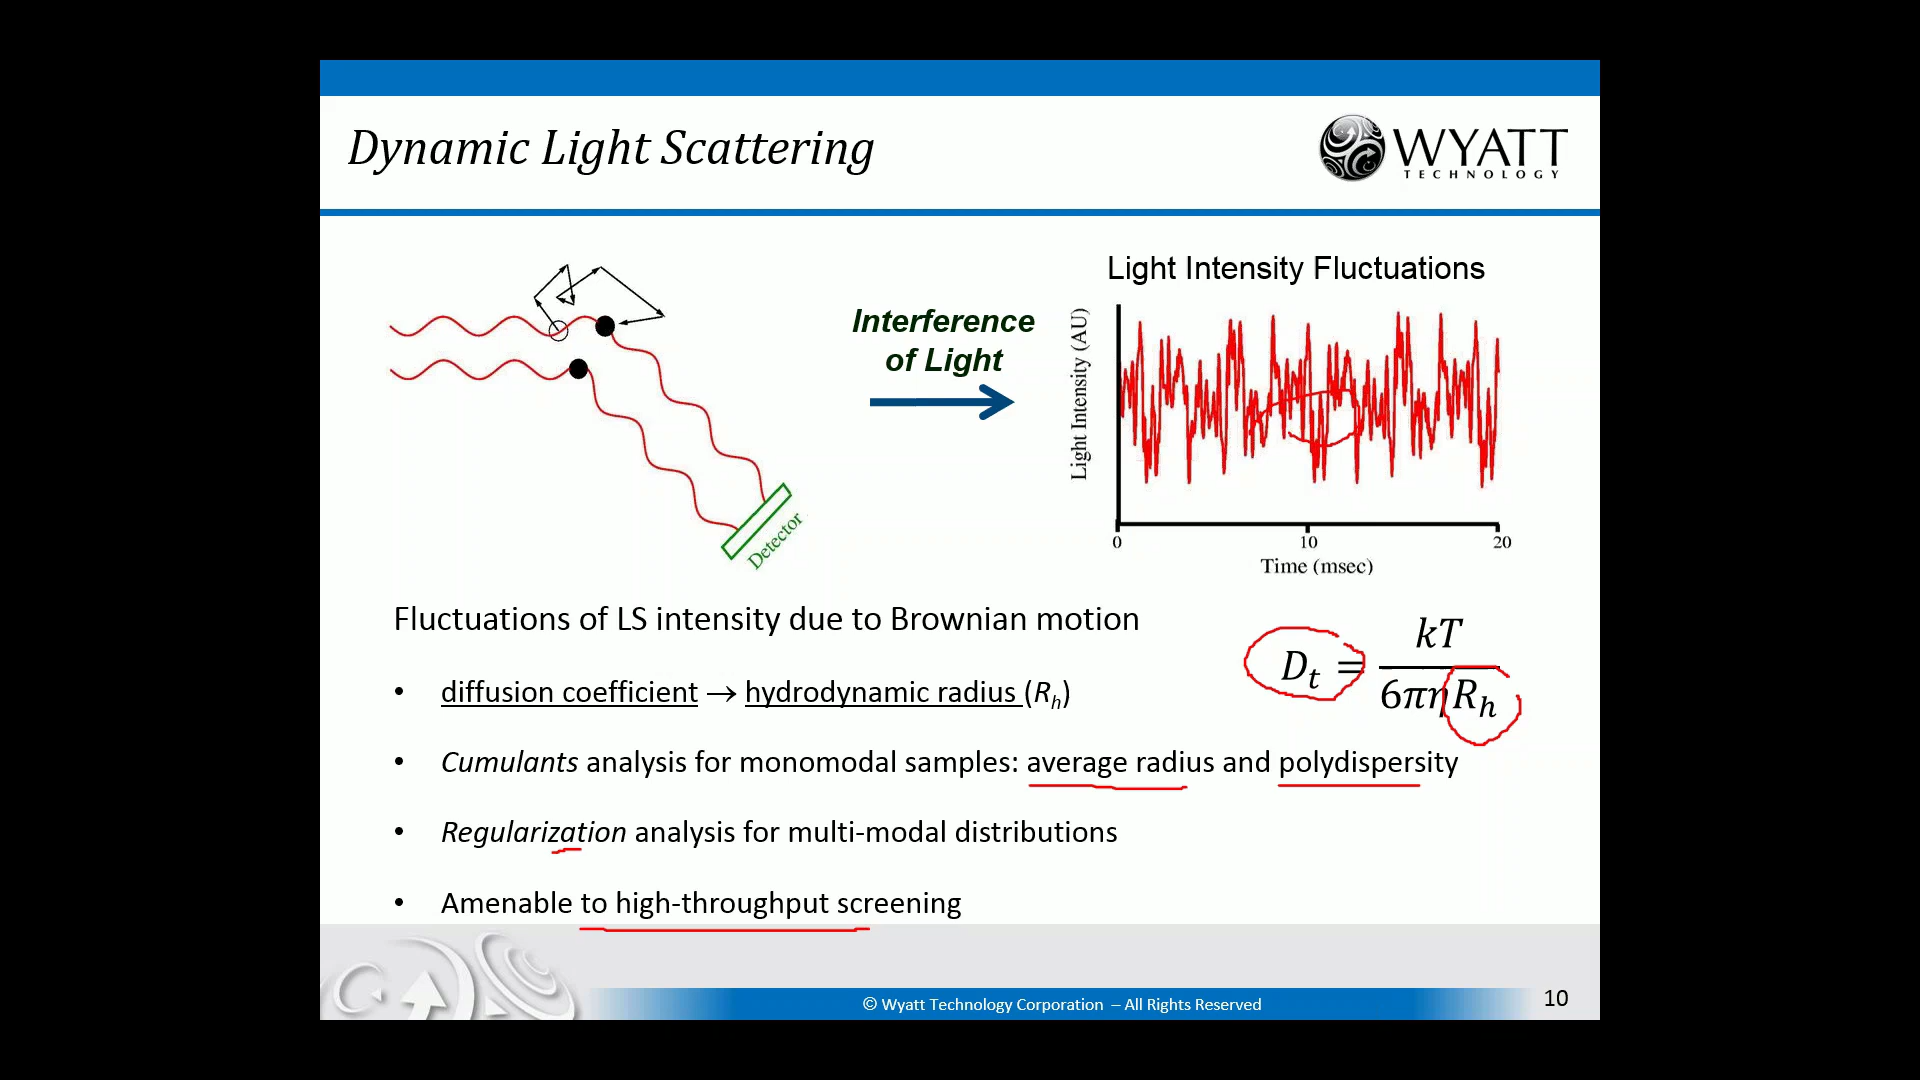 Dynamic Light Scattering
WYATT
TECHNOLOGY
Interference
of Light
Detector
Light Intensity Fluctuations
Light Intensity (AU)
0 10 20
Time (msec)
Fluctuations of LS intensity due to Brownian motion
D_t = kT / 6πηR_h
• diffusion coefficient → hydrodynamic radius (R_h)
• Cumulants analysis for monomodal samples: average radius and polydispersity
• Regularization analysis for multi-modal distributions
• Amenable to high-throughput screening
© Wyatt Technology Corporation – All Rights Reserved
10